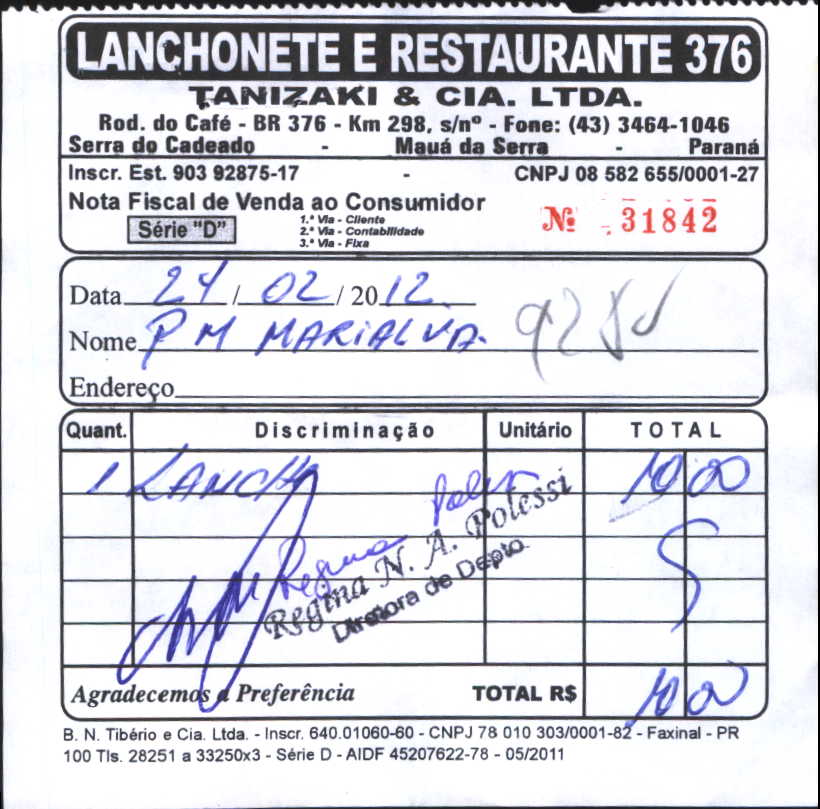 LANCHONETE E RESTAURANTE 376
TANIZAKI & CIA. LTDA.
Rod. do Café - BR 376 - Km 298, s/nº - Fone: (43) 3464-1046
Serra do Cadeado - Mauá da Serra - Paraná
Inscr. Est. 903 92875-17 - CNPJ 08 582 655/0001-27
Nota Fiscal de Venda ao Consumidor
Série "D"
1.ª Via - Cliente
2.ª Via - Contabilidade
3.ª Via - Fixa
Nº 31842
Data 24 / 02 / 2012
Nome PM MARIALVA.
Endereço
Quant. Discriminação Unitário TOTAL
1 LANCHE 10 00
Regina
Regina N. A. Polessi
Diretora de Depto.
Agradecemos a Preferência TOTAL R$ 10 00
B. N. Tibério e Cia. Ltda. - Inscr. 640.01060-60 - CNPJ 78 010 303/0001-82 - Faxinal - PR
100 Tls. 28251 a 33250x3 - Série D - AIDF 45207622-78 - 05/2011